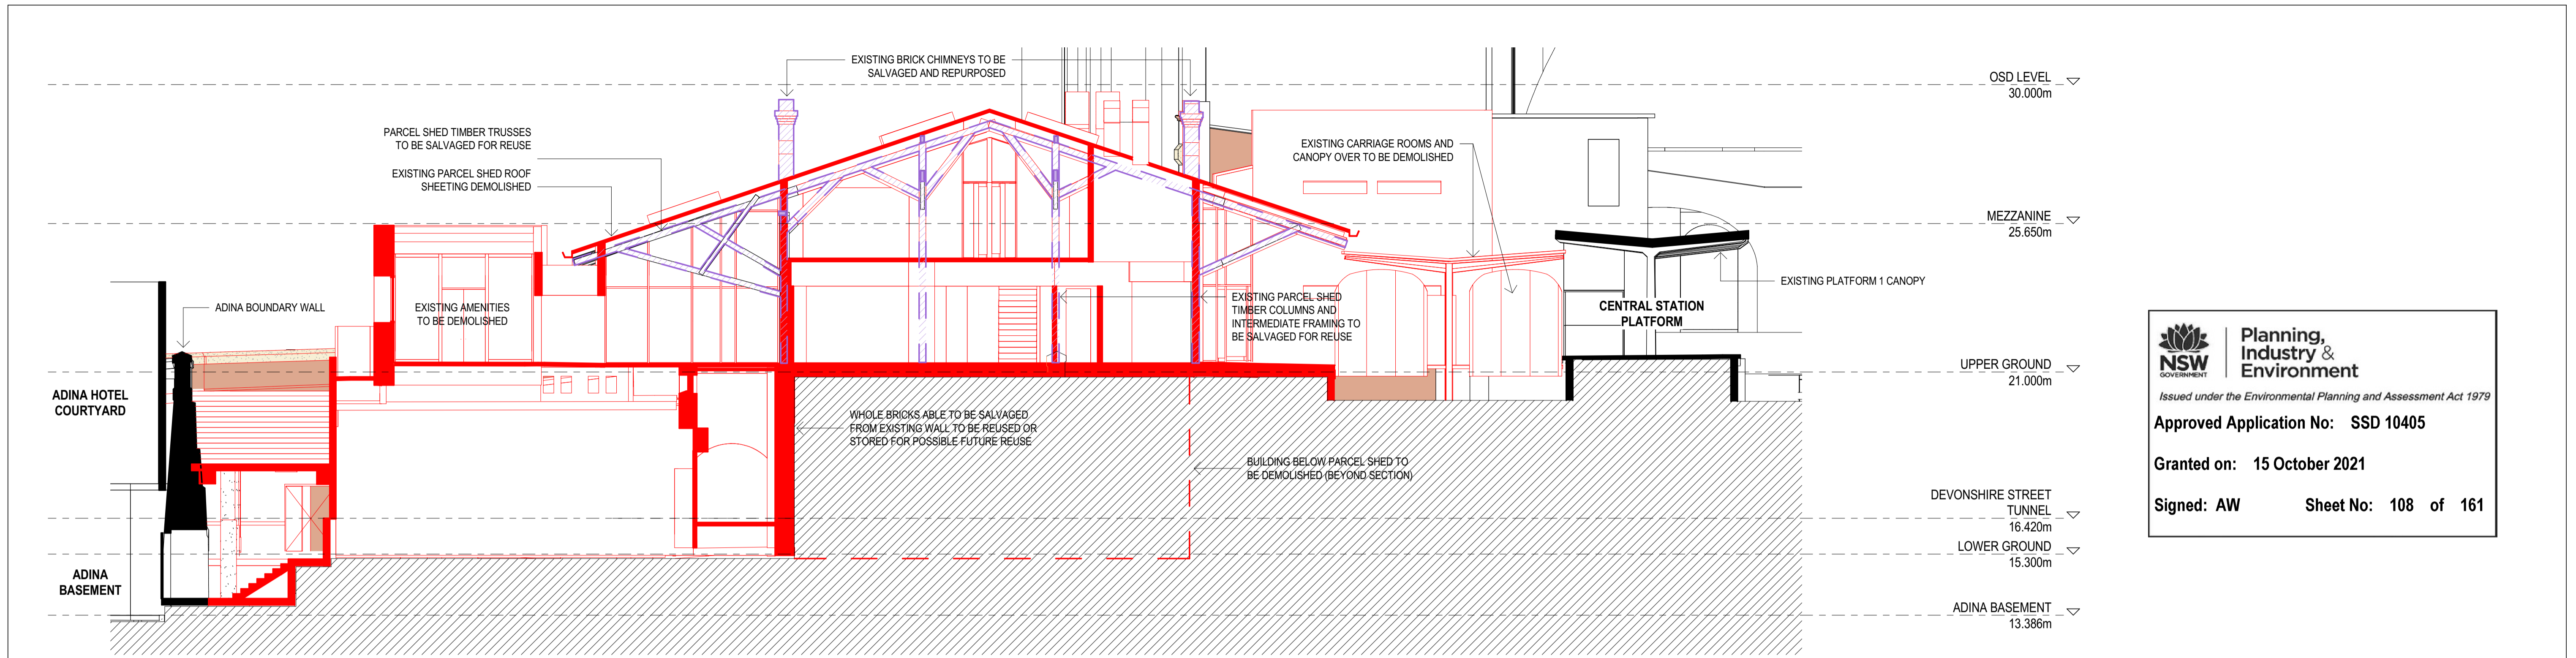 EXISTING BRICK CHIMNEYS TO BE
SALVAGED AND REPURPOSED
OSD LEVEL
30.000m
PARCEL SHED TIMBER TRUSSES
TO BE SALVAGED FOR REUSE
EXISTING PARCEL SHED ROOF
SHEETING DEMOLISHED
EXISTING CARRIAGE ROOMS AND
CANOPY OVER TO BE DEMOLISHED
MEZZANINE
25.650m
EXISTING PLATFORM 1 CANOPY
ADINA BOUNDARY WALL
EXISTING AMENITIES
TO BE DEMOLISHED
EXISTING PARCEL SHED
TIMBER COLUMNS AND
INTERMEDIATE FRAMING TO
BE SALVAGED FOR REUSE
CENTRAL STATION
PLATFORM
UPPER GROUND
21.000m
ADINA HOTEL
COURTYARD
WHOLE BRICKS ABLE TO BE SALVAGED
FROM EXISTING WALL TO BE REUSED OR
STORED FOR POSSIBLE FUTURE REUSE
BUILDING BELOW PARCEL SHED TO
BE DEMOLISHED (BEYOND SECTION)
DEVONSHIRE STREET
TUNNEL
16.420m
LOWER GROUND
15.300m
ADINA
BASEMENT
ADINA BASEMENT
13.386m
NSW
GOVERNMENT
Planning,
Industry &
Environment
Issued under the Environmental Planning and Assessment Act 1979
Approved Application No: SSD 10405
Granted on: 15 October 2021
Signed: AW Sheet No: 108 of 161